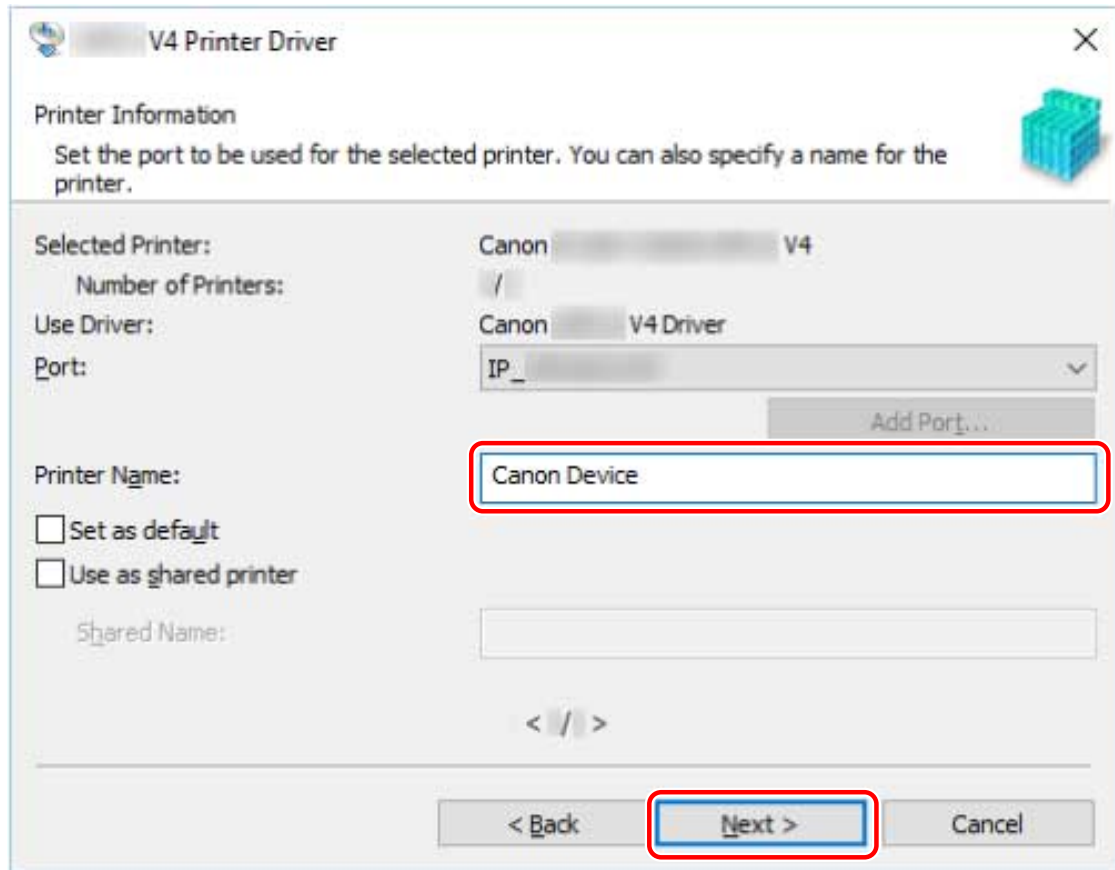 V4 Printer Driver
Printer Information
Set the port to be used for the selected printer. You can also specify a name for the
printer.
Selected Printer: Canon V4
Number of Printers: /
Use Driver: Canon V4 Driver
Port: IP_
Add Port...
Printer Name: Canon Device
Set as default
Use as shared printer
Shared Name:
< / >
< Back Next > Cancel